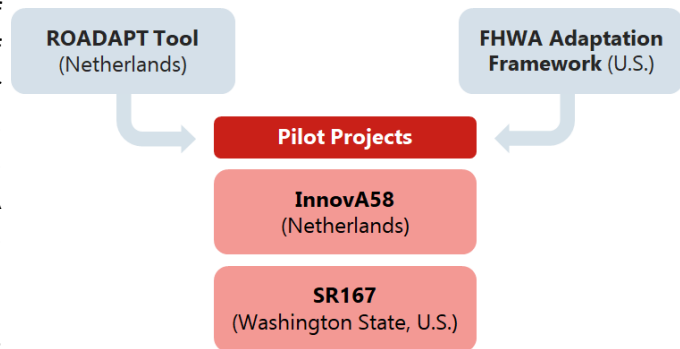 ROADAPT Tool
(Netherlands)
FHWA Adaptation
Framework (U.S.)
Pilot Projects
InnovA58
(Netherlands)
SR167
(Washington State, U.S.)